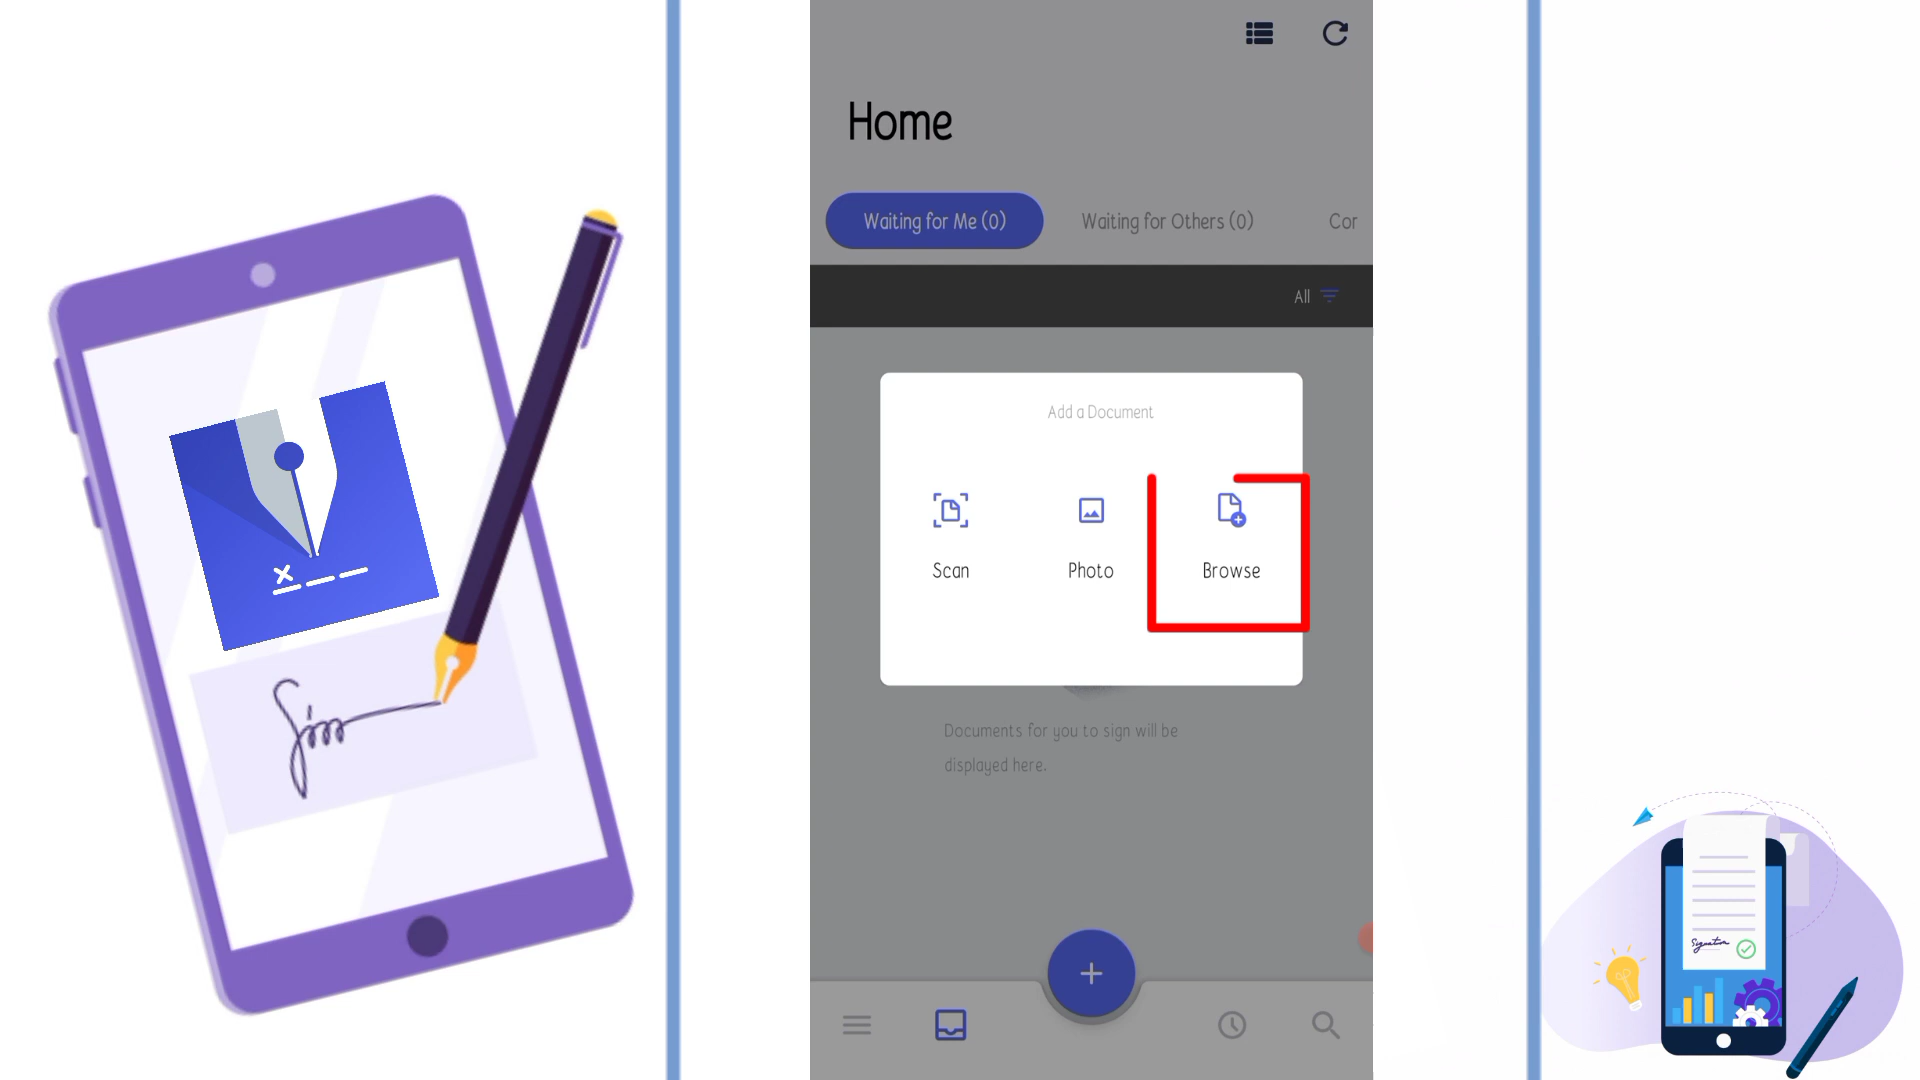 Home
Waiting for Me (0)
Waiting for Others (0)
Cor
All
Add a Document
Scan
Photo
Browse
Documents for you to sign will be
displayed here.
Signature